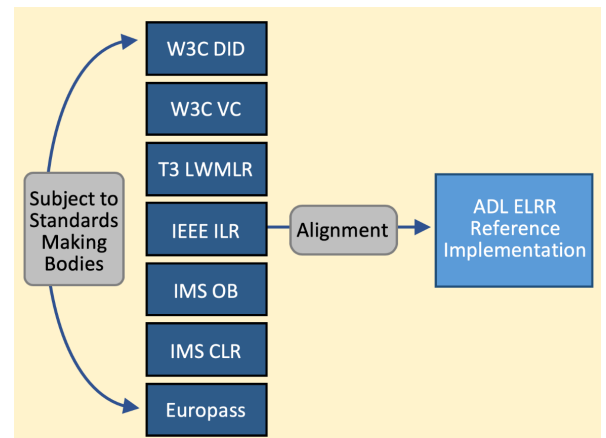 W3C DID
W3C VC
T3 LWMLR
IEEE ILR
IMS OB
IMS CLR
Europass
Subject to
Standards
Making
Bodies
Alignment
ADL ELRR
Reference
Implementation